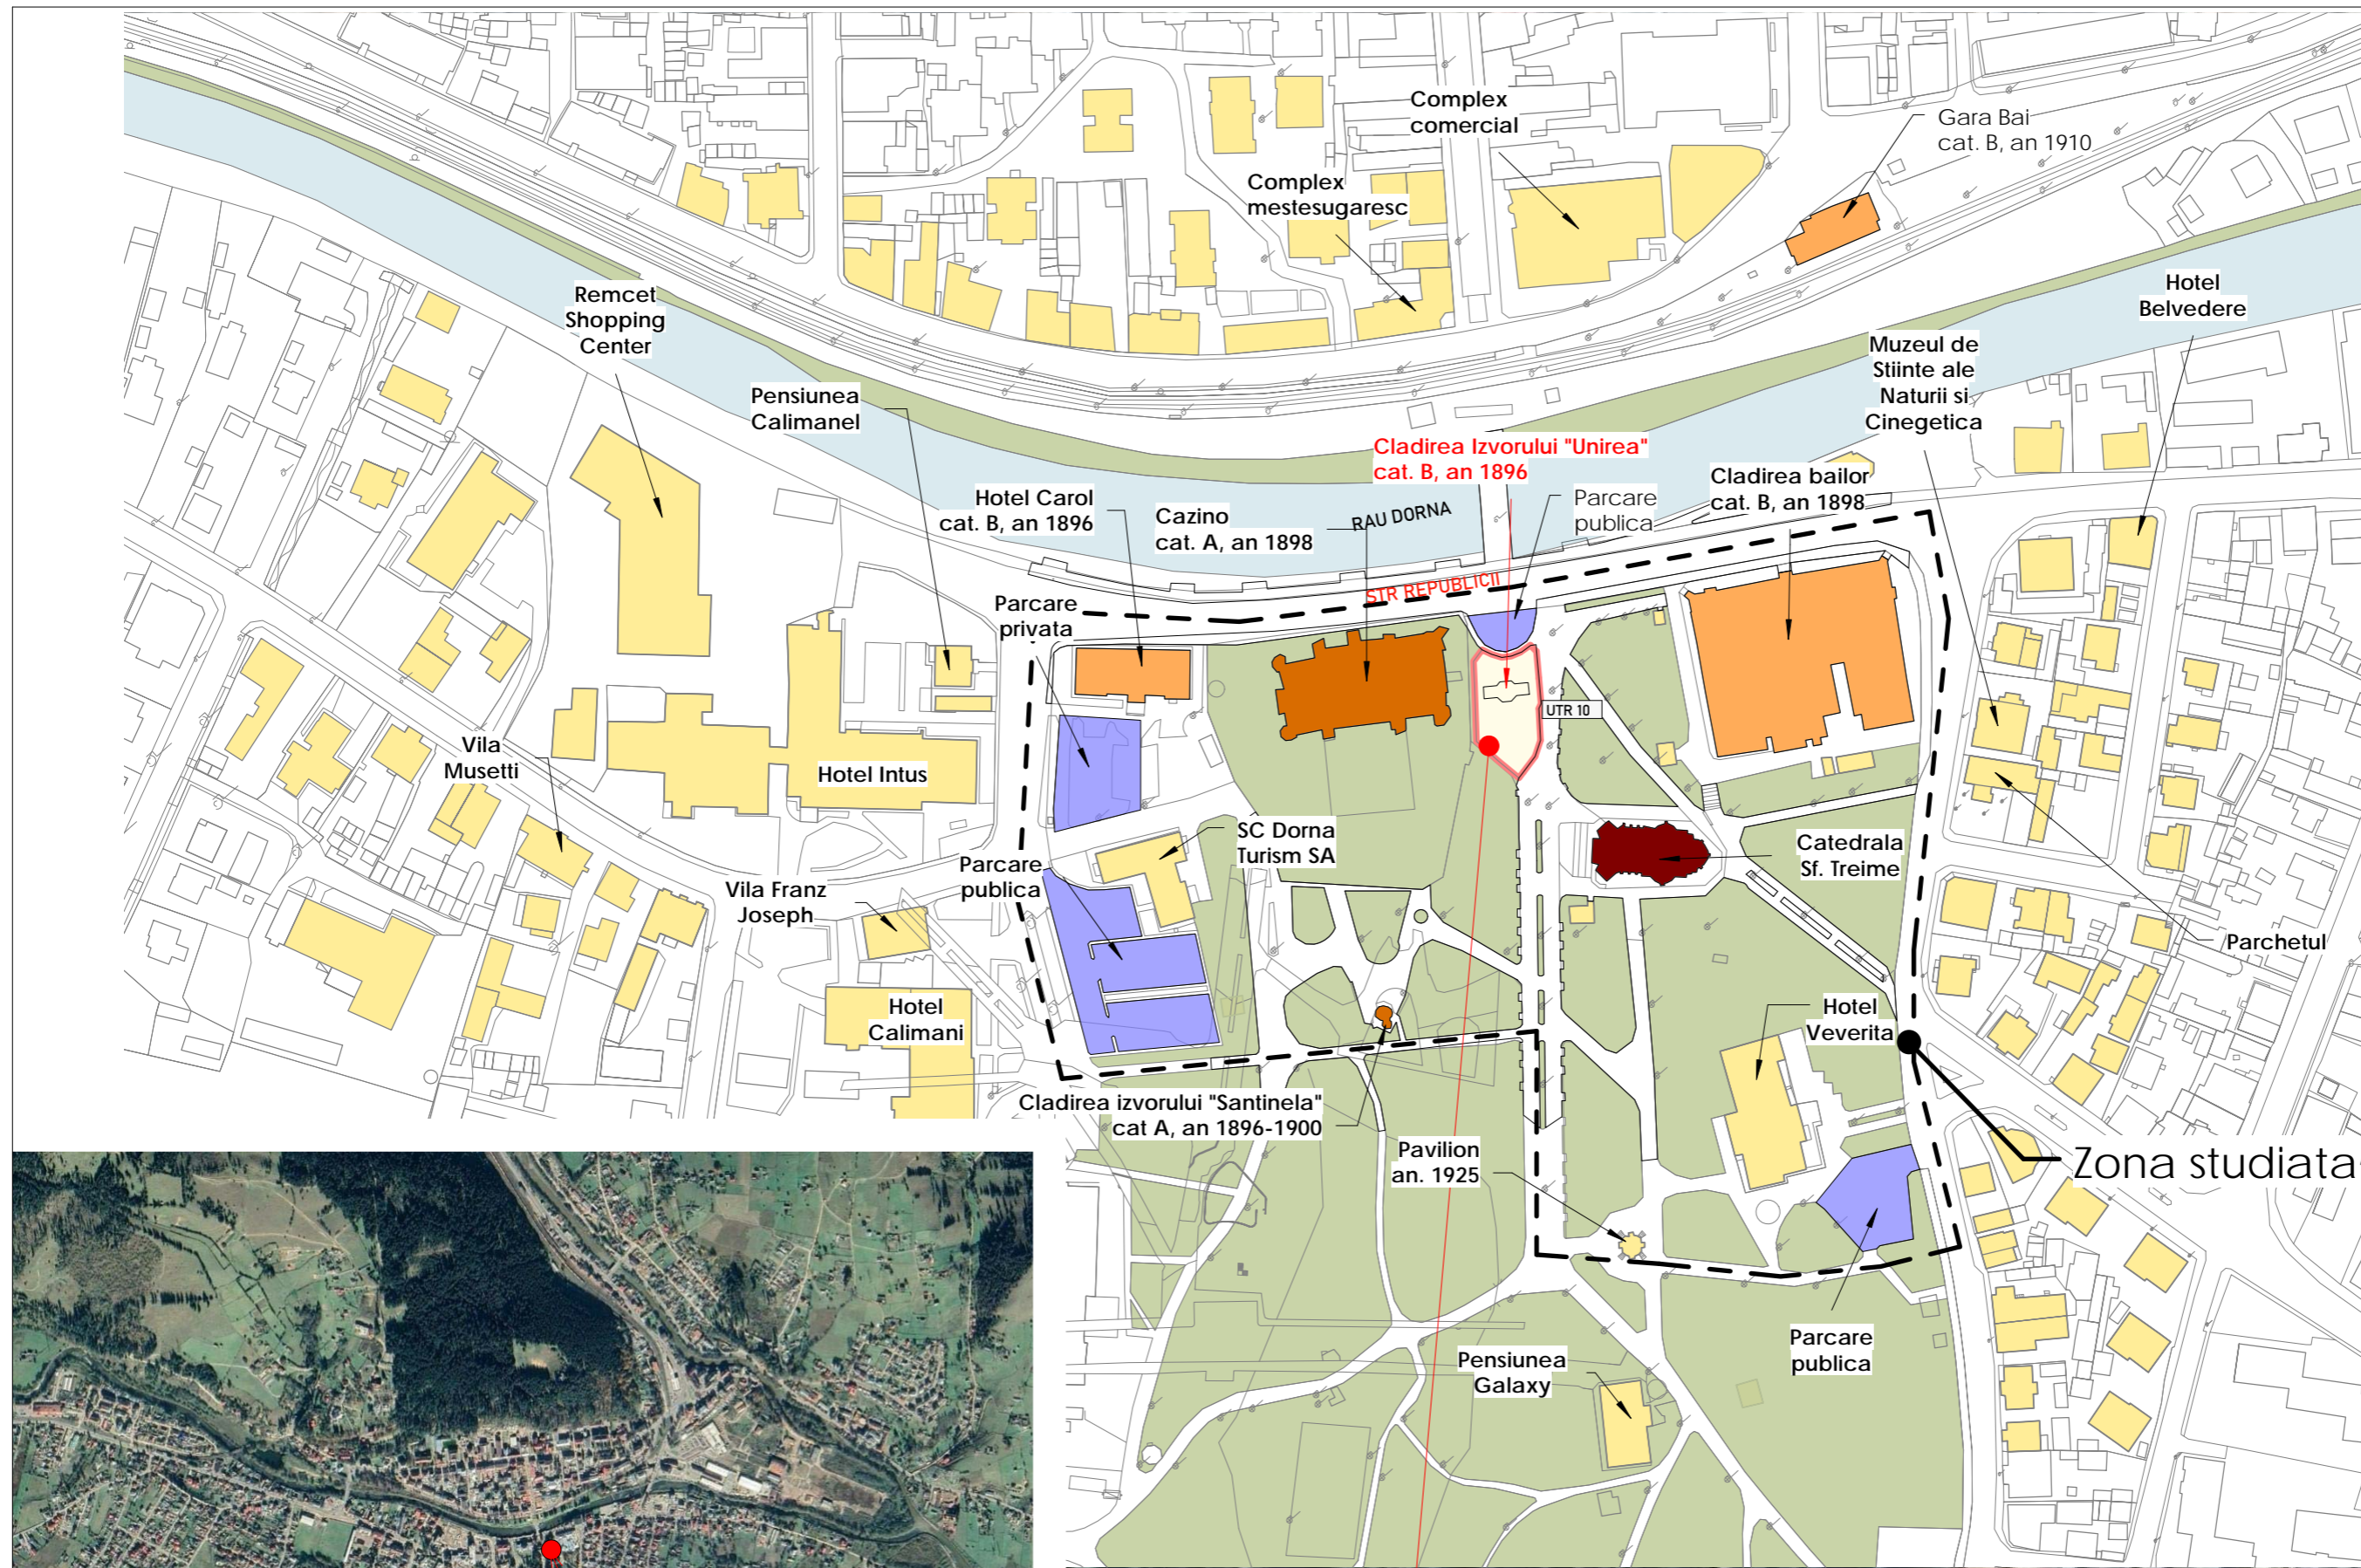 Complex
comercial
Gara Bai
cat. B, an 1910
Complex
mestesugaresc
Remcet
Shopping
Center
Hotel
Belvedere
Muzeul de
Stiinte ale
Naturii si
Cinegetica
Pensiunea
Calimanel
Cladirea Izvorului "Unirea"
cat. B, an 1896
Cladirea bailor
cat. B, an 1898
Hotel Carol
cat. B, an 1896
Cazino
cat. A, an 1898
RAU DORNA
Parcare
publica
STR REPUBLICII
Parcare
privata
UTR 10
Vila
Musetti
Hotel Intus
SC Dorna
Turism SA
Catedrala
Sf. Treime
Parcare
publica
Vila Franz
Joseph
Parchetul
Hotel
Calimani
Hotel
Veverita
Cladirea izvorului "Santinela"
cat A, an 1896-1900
Pavilion
an. 1925
Zona studiata
Parcare
publica
Pensiunea
Galaxy